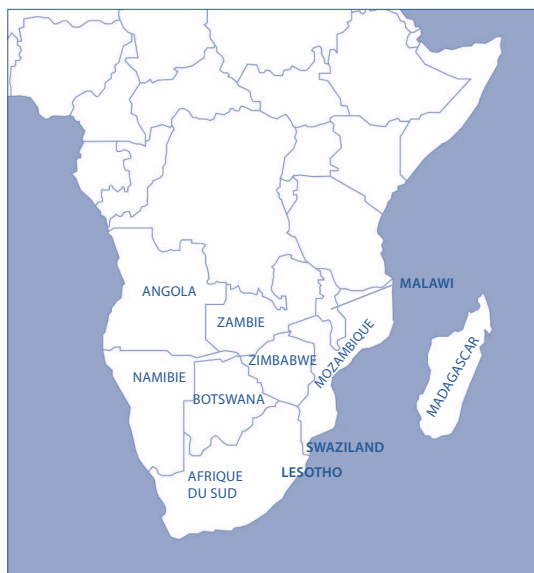 MALAWI
ANGOLA
ZAMBIE
MOZAMBIQUE
ZIMBABWE
MADAGASCAR
NAMIBIE
BOTSWANA
SWAZILAND
LESOTHO
AFRIQUE
DU SUD